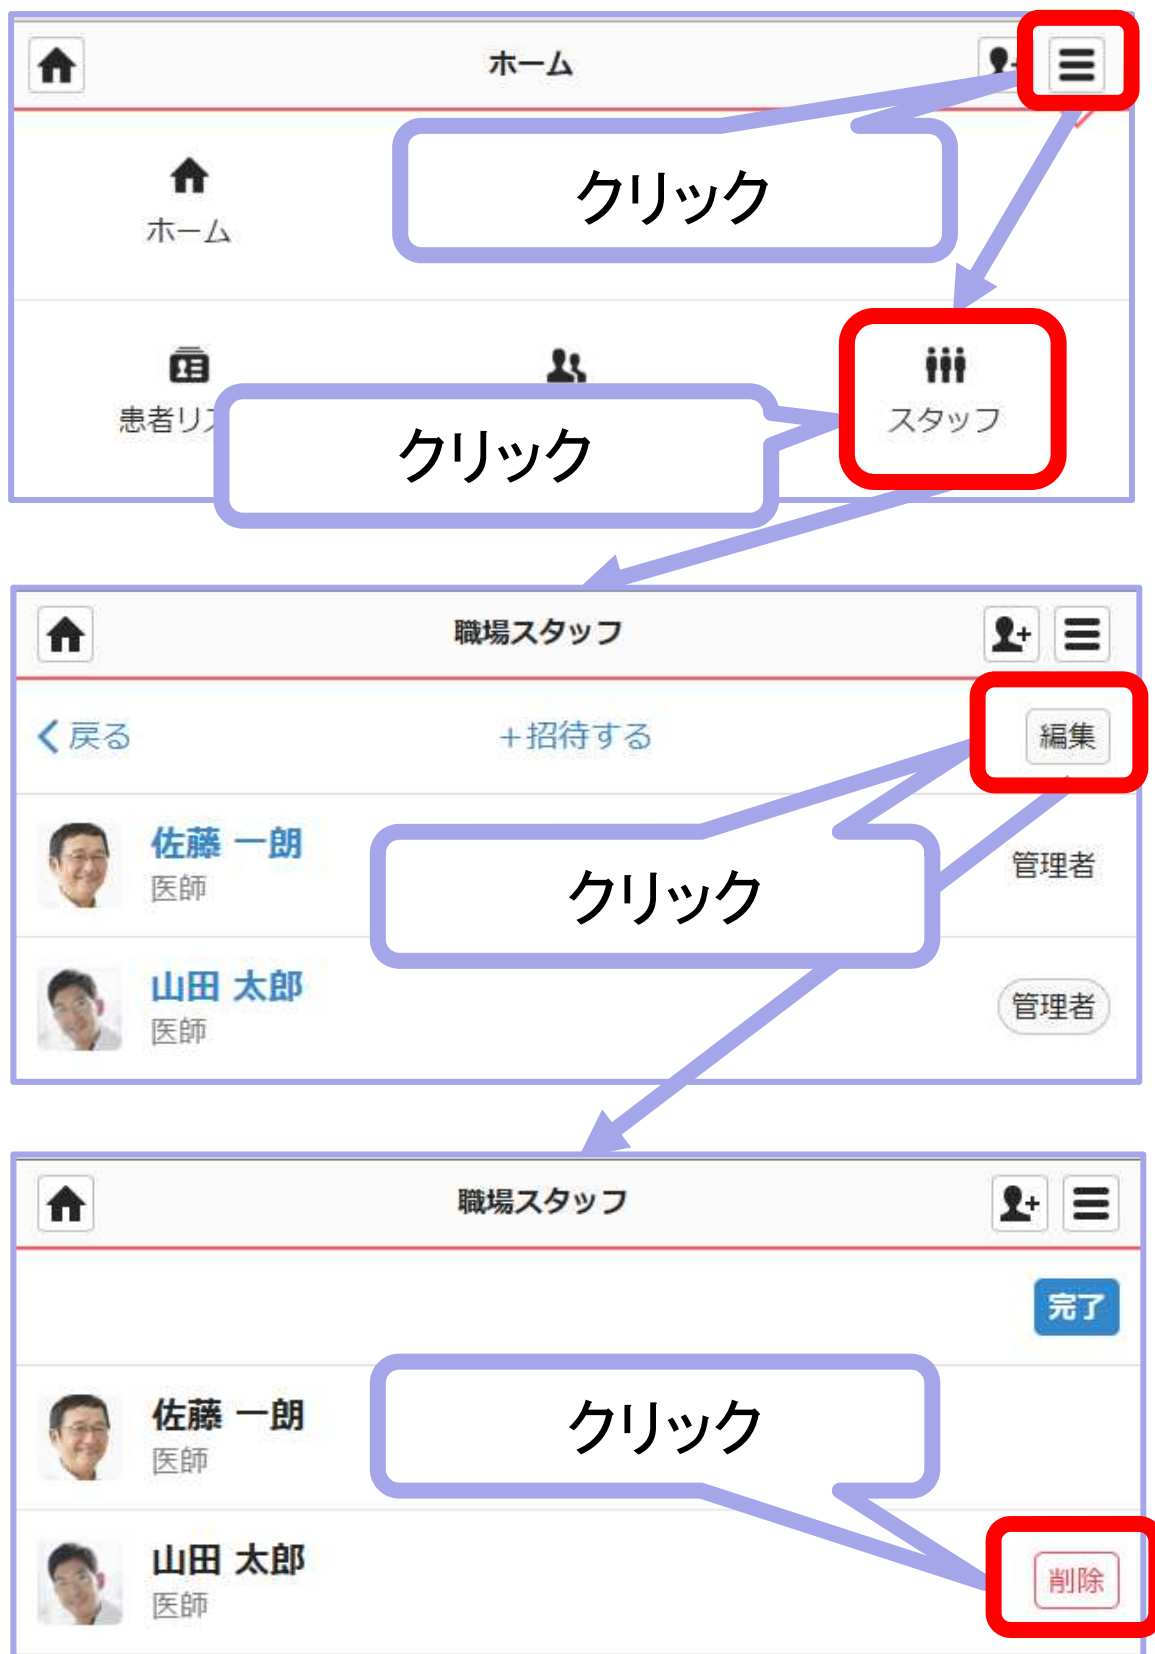 ホーム
クリック
ホーム
患者リ
スタッフ
クリック
職場スタッフ
戻る
+招待する
編集
佐藤 一朗
医師
クリック
管理者
山田 太郎
医師
管理者
職場スタッフ
完了
佐藤 一朗
医師
クリック
山田 太郎
医師
削除